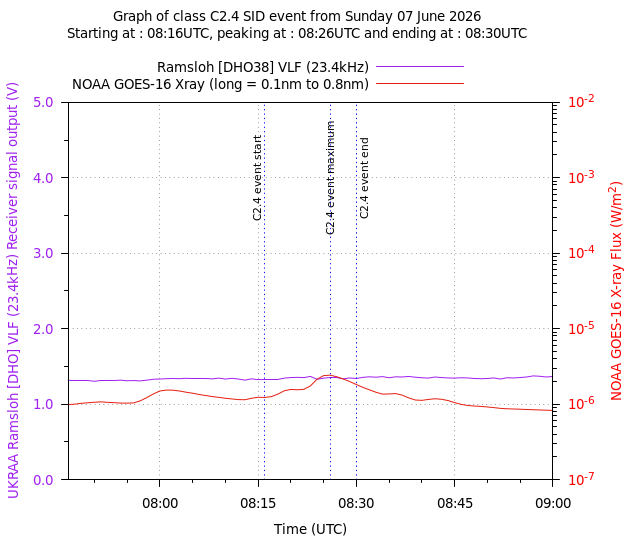 Graph of class C2.4 SID event from Sunday 07 June 2026
Starting at : 08:16UTC, peaking at : 08:26UTC and ending at : 08:30UTC
Ramsloh [DHO38] VLF (23.4kHz)
NOAA GOES-16 Xray (long = 0.1nm to 0.8nm)
UKRAA Ramsloh [DHO] VLF (23.4kHz) Receiver signal output (V)
5.0
4.0
3.0
2.0
1.0
0.0
C2.4 event start
C2.4 event maximum
C2.4 event end
10^-2
10^-3
10^-4
10^-5
10^-6
10^-7
NOAA GOES-16 X-ray Flux (W/m²)
08:00
08:15
08:30
08:45
09:00
Time (UTC)